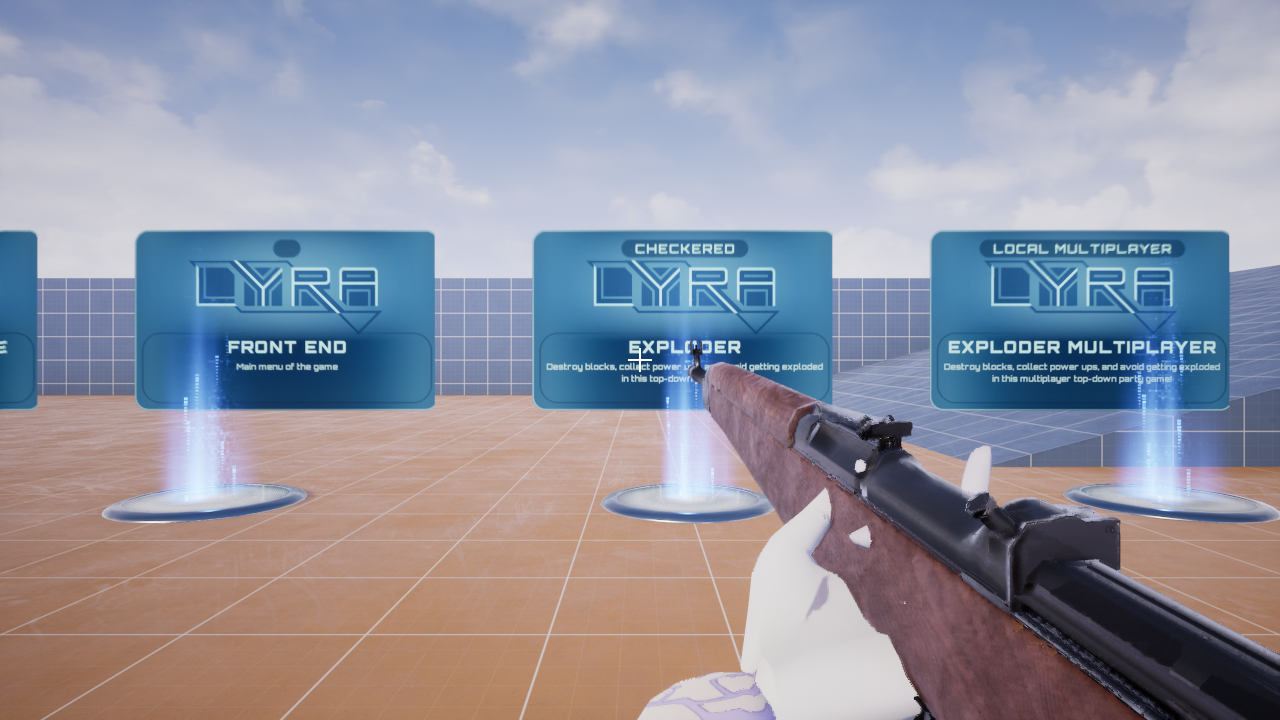 LYRA
FRONT END
Main menu of the game
CHECKERED
LYRA
EXPLODER
Destroy blocks, collect power getting exploded
in this top-down
LOCAL MULTIPLAYER
LYRA
EXPLODER MULTIPLAYER
Destroy blocks, collect power ups, and avoid getting exploded
in this multiplayer top-down party game!